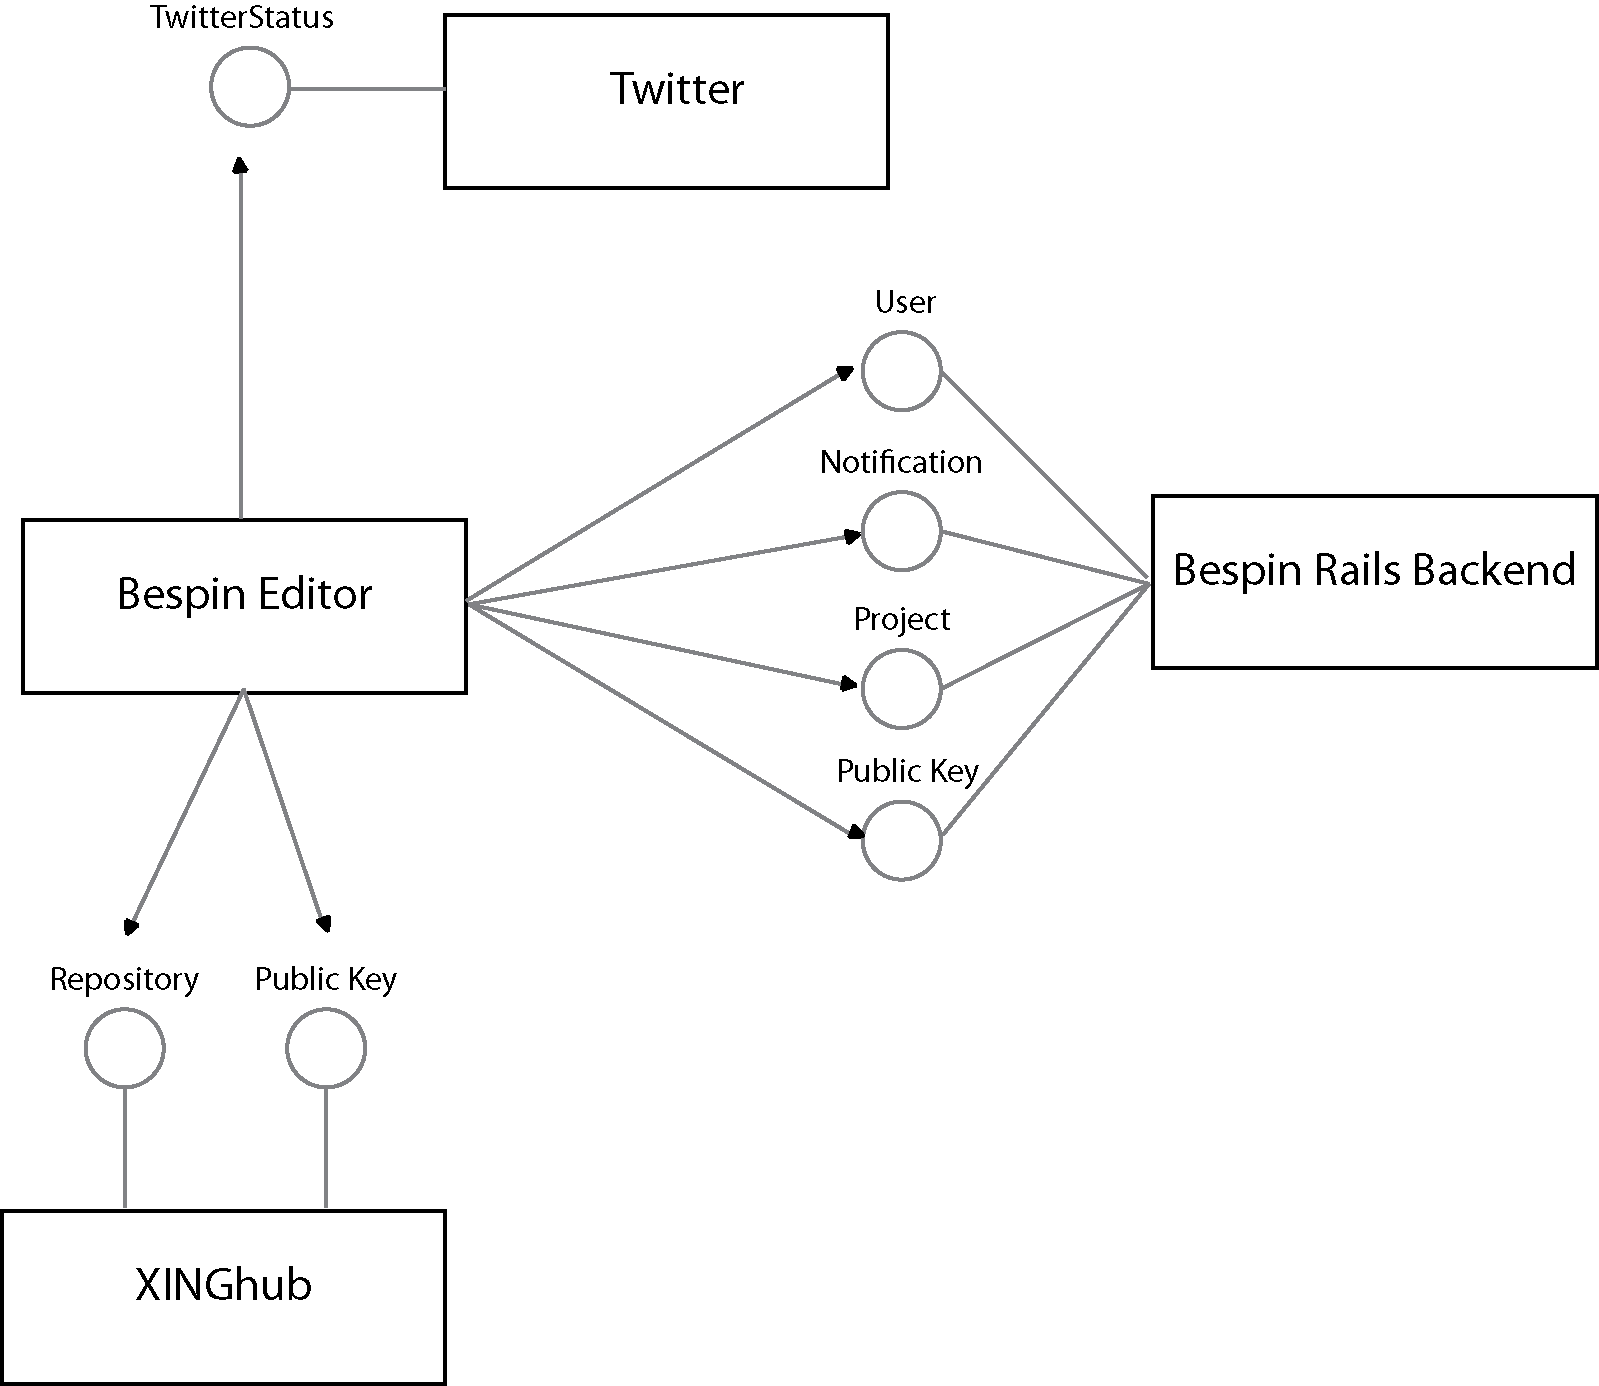 TwitterStatus
Twitter
User
Notification
Bespin Rails Backend
Bespin Editor
Project
Public Key
Repository
Public Key
XINGhub